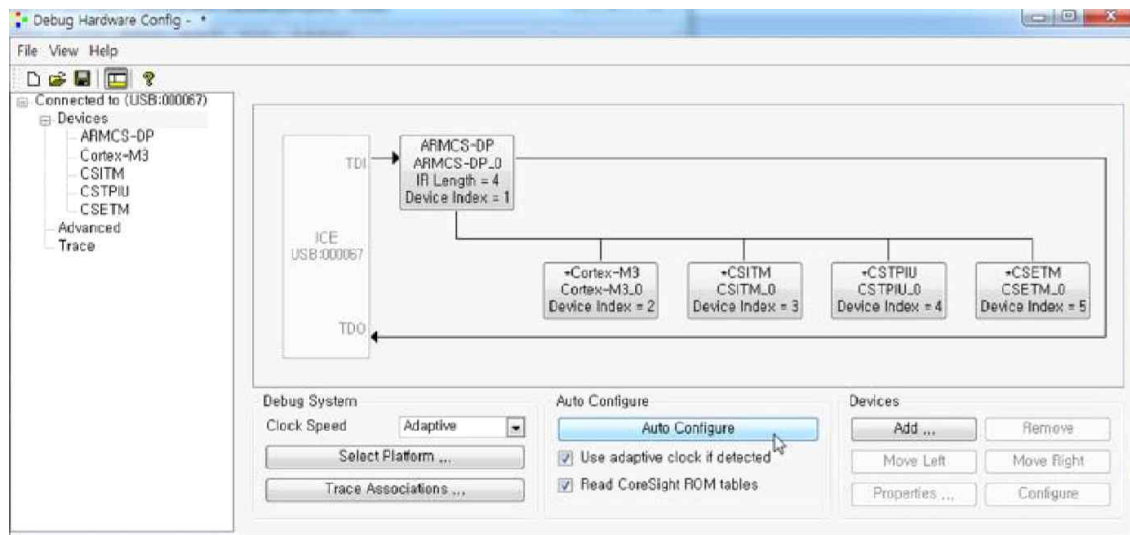 Debug Hardware Config - *
File View Help
Connected to (USB:000067)
Devices
ARMCS-DP
Cortex-M3
CSITM
CSTPIU
CSETM
Advanced
Trace
TDI
ICE
USB:000067
TDO
ARMCS-DP
ARMCS-DP_0
IR Length = 4
Device Index = 1
+Cortex-M3
Cortex-M3_0
Device Index = 2
+CSITM
CSITM_0
Device Index = 3
+CSTPIU
CSTPIU_0
Device Index = 4
+CSETM
CSETM_0
Device Index = 5
Debug System
Clock Speed Adaptive
Select Platform ...
Trace Associations ...
Auto Configure
Auto Configure
Use adaptive clock if detected
Read CoreSight ROM tables
Devices
Add ... Remove
Move Left Move Right
Properties ... Configure